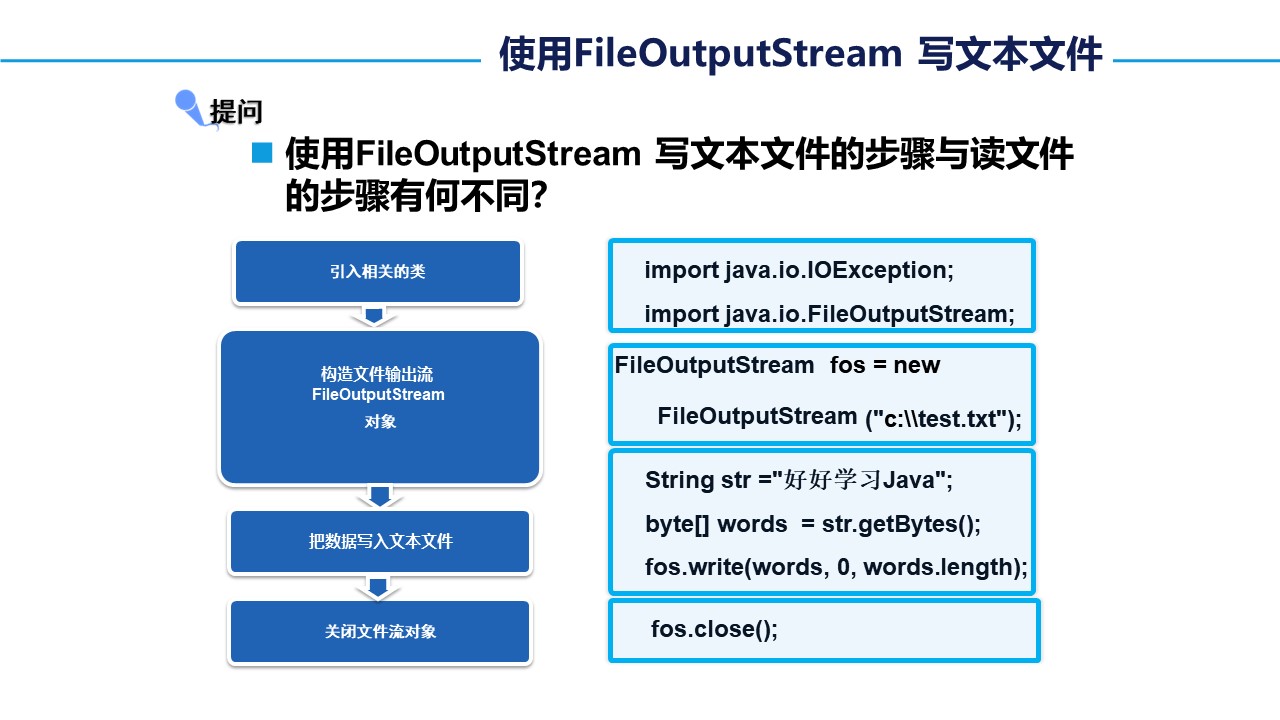 使用FileOutputStream 写文本文件
提问
使用FileOutputStream 写文本文件的步骤与读文件
的步骤有何不同？
引入相关的类
import java.io.IOException;
import java.io.FileOutputStream;
构造文件输出流
FileOutputStream
对象
FileOutputStream  fos = new
FileOutputStream ("c:\\test.txt");
把数据写入文本文件
String str ="好好学习Java";
byte[] words  = str.getBytes();
fos.write(words, 0, words.length);
关闭文件流对象
fos.close();